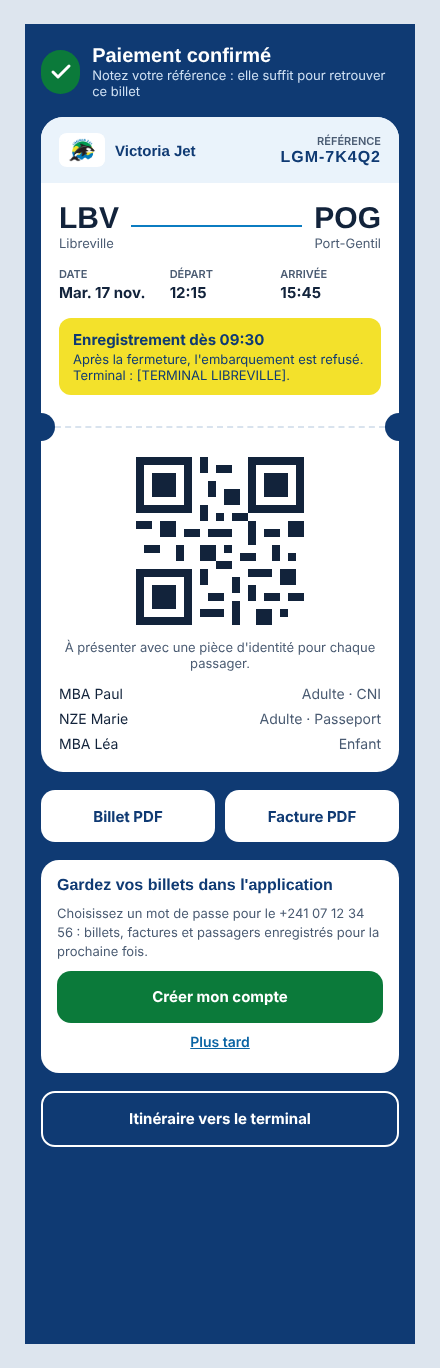 Paiement confirmé
Notez votre référence : elle suffit pour retrouver
ce billet
Victoria Jet
RÉFÉRENCE
LGM-7K4Q2
LBV
POG
Libreville
Port-Gentil
DATE
DÉPART
ARRIVÉE
Mar. 17 nov.
12:15
15:45
Enregistrement dès 09:30
Après la fermeture, l'embarquement est refusé.
Terminal : [TERMINAL LIBREVILLE].
À présenter avec une pièce d'identité pour chaque
passager.
MBA Paul
Adulte · CNI
NZE Marie
Adulte · Passeport
MBA Léa
Enfant
Billet PDF
Facture PDF
Gardez vos billets dans l'application
Choisissez un mot de passe pour le +241 07 12 34
56 : billets, factures et passagers enregistrés pour la
prochaine fois.
Créer mon compte
Plus tard
Itinéraire vers le terminal